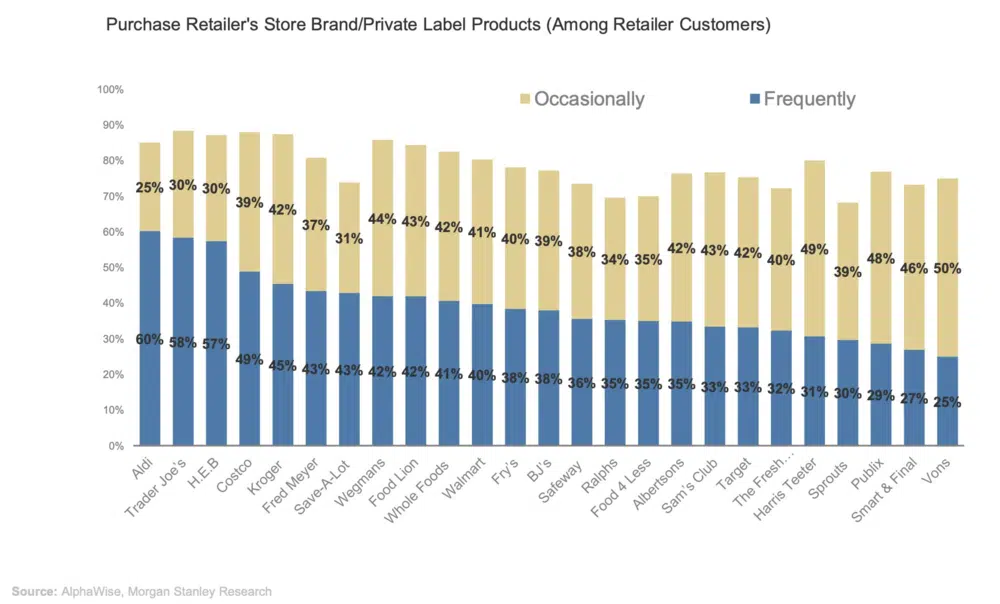 Purchase Retailer's Store Brand/Private Label Products (Among Retailer Customers)
Occasionally
Frequently
100%
90%
80%
70%
60%
50%
40%
30%
20%
10%
0%
25% 30% 30% 39% 42% 37% 31% 44% 43% 42% 41% 40% 39% 38% 34% 35% 42% 43% 42% 40% 49% 39% 48% 46% 50%
60% 58% 57% 49% 45% 43% 43% 42% 42% 41% 40% 38% 38% 36% 35% 35% 35% 33% 33% 32% 31% 30% 29% 27% 25%
Aldi
Trader Joe's
H.E.B
Costco
Kroger
Fred Meyer
Save-A-Lot
Wegmans
Food Lion
Whole Foods
Walmart
Fry's
BJ's
Safeway
Ralphs
Food 4 Less
Albertsons
Sam's Club
Target
The Fresh...
Harris Teeter
Sprouts
Publix
Smart & Final
Vons
Source: AlphaWise, Morgan Stanley Research